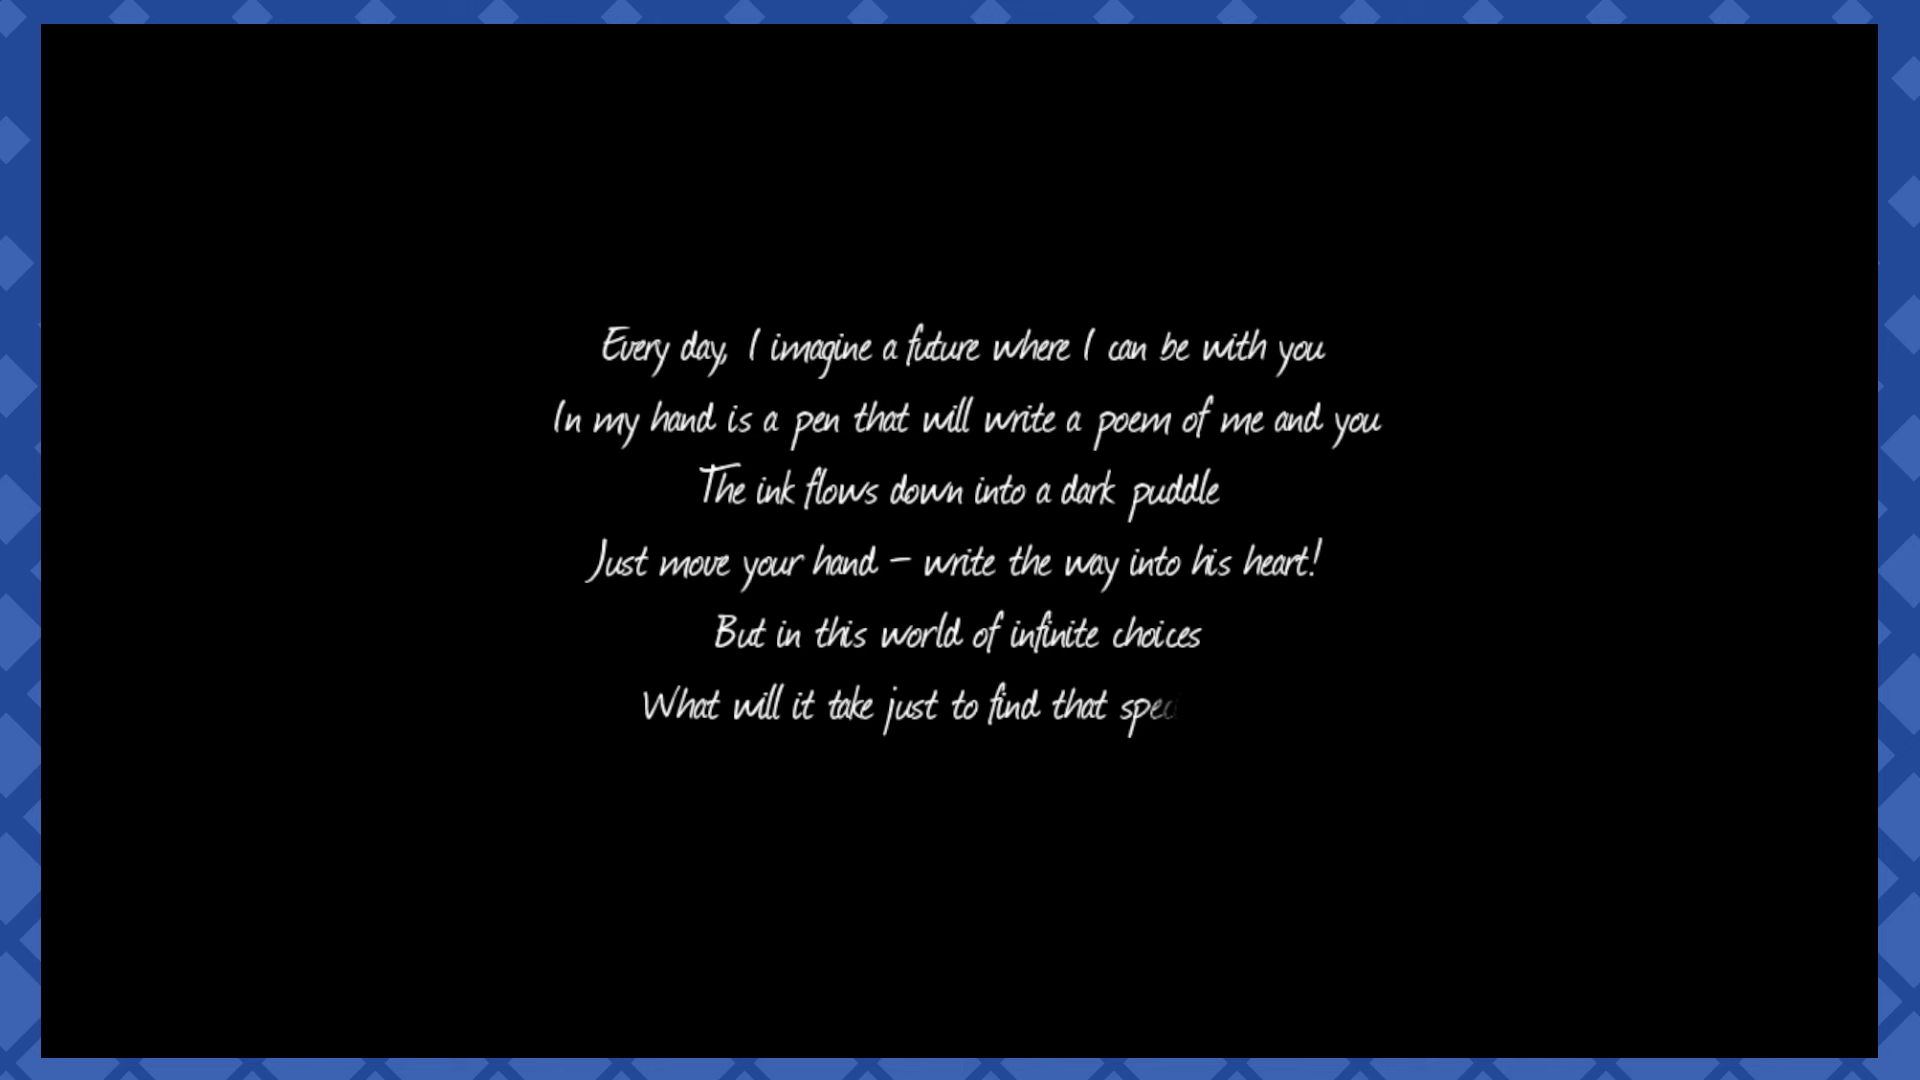 Every day, I imagine a future where I can be with you
In my hand is a pen that will write a poem of me and you
The ink flows down into a dark puddle
Just move your hand – write the way into his heart!
But in this world of infinite choices
What will it take just to find that spec